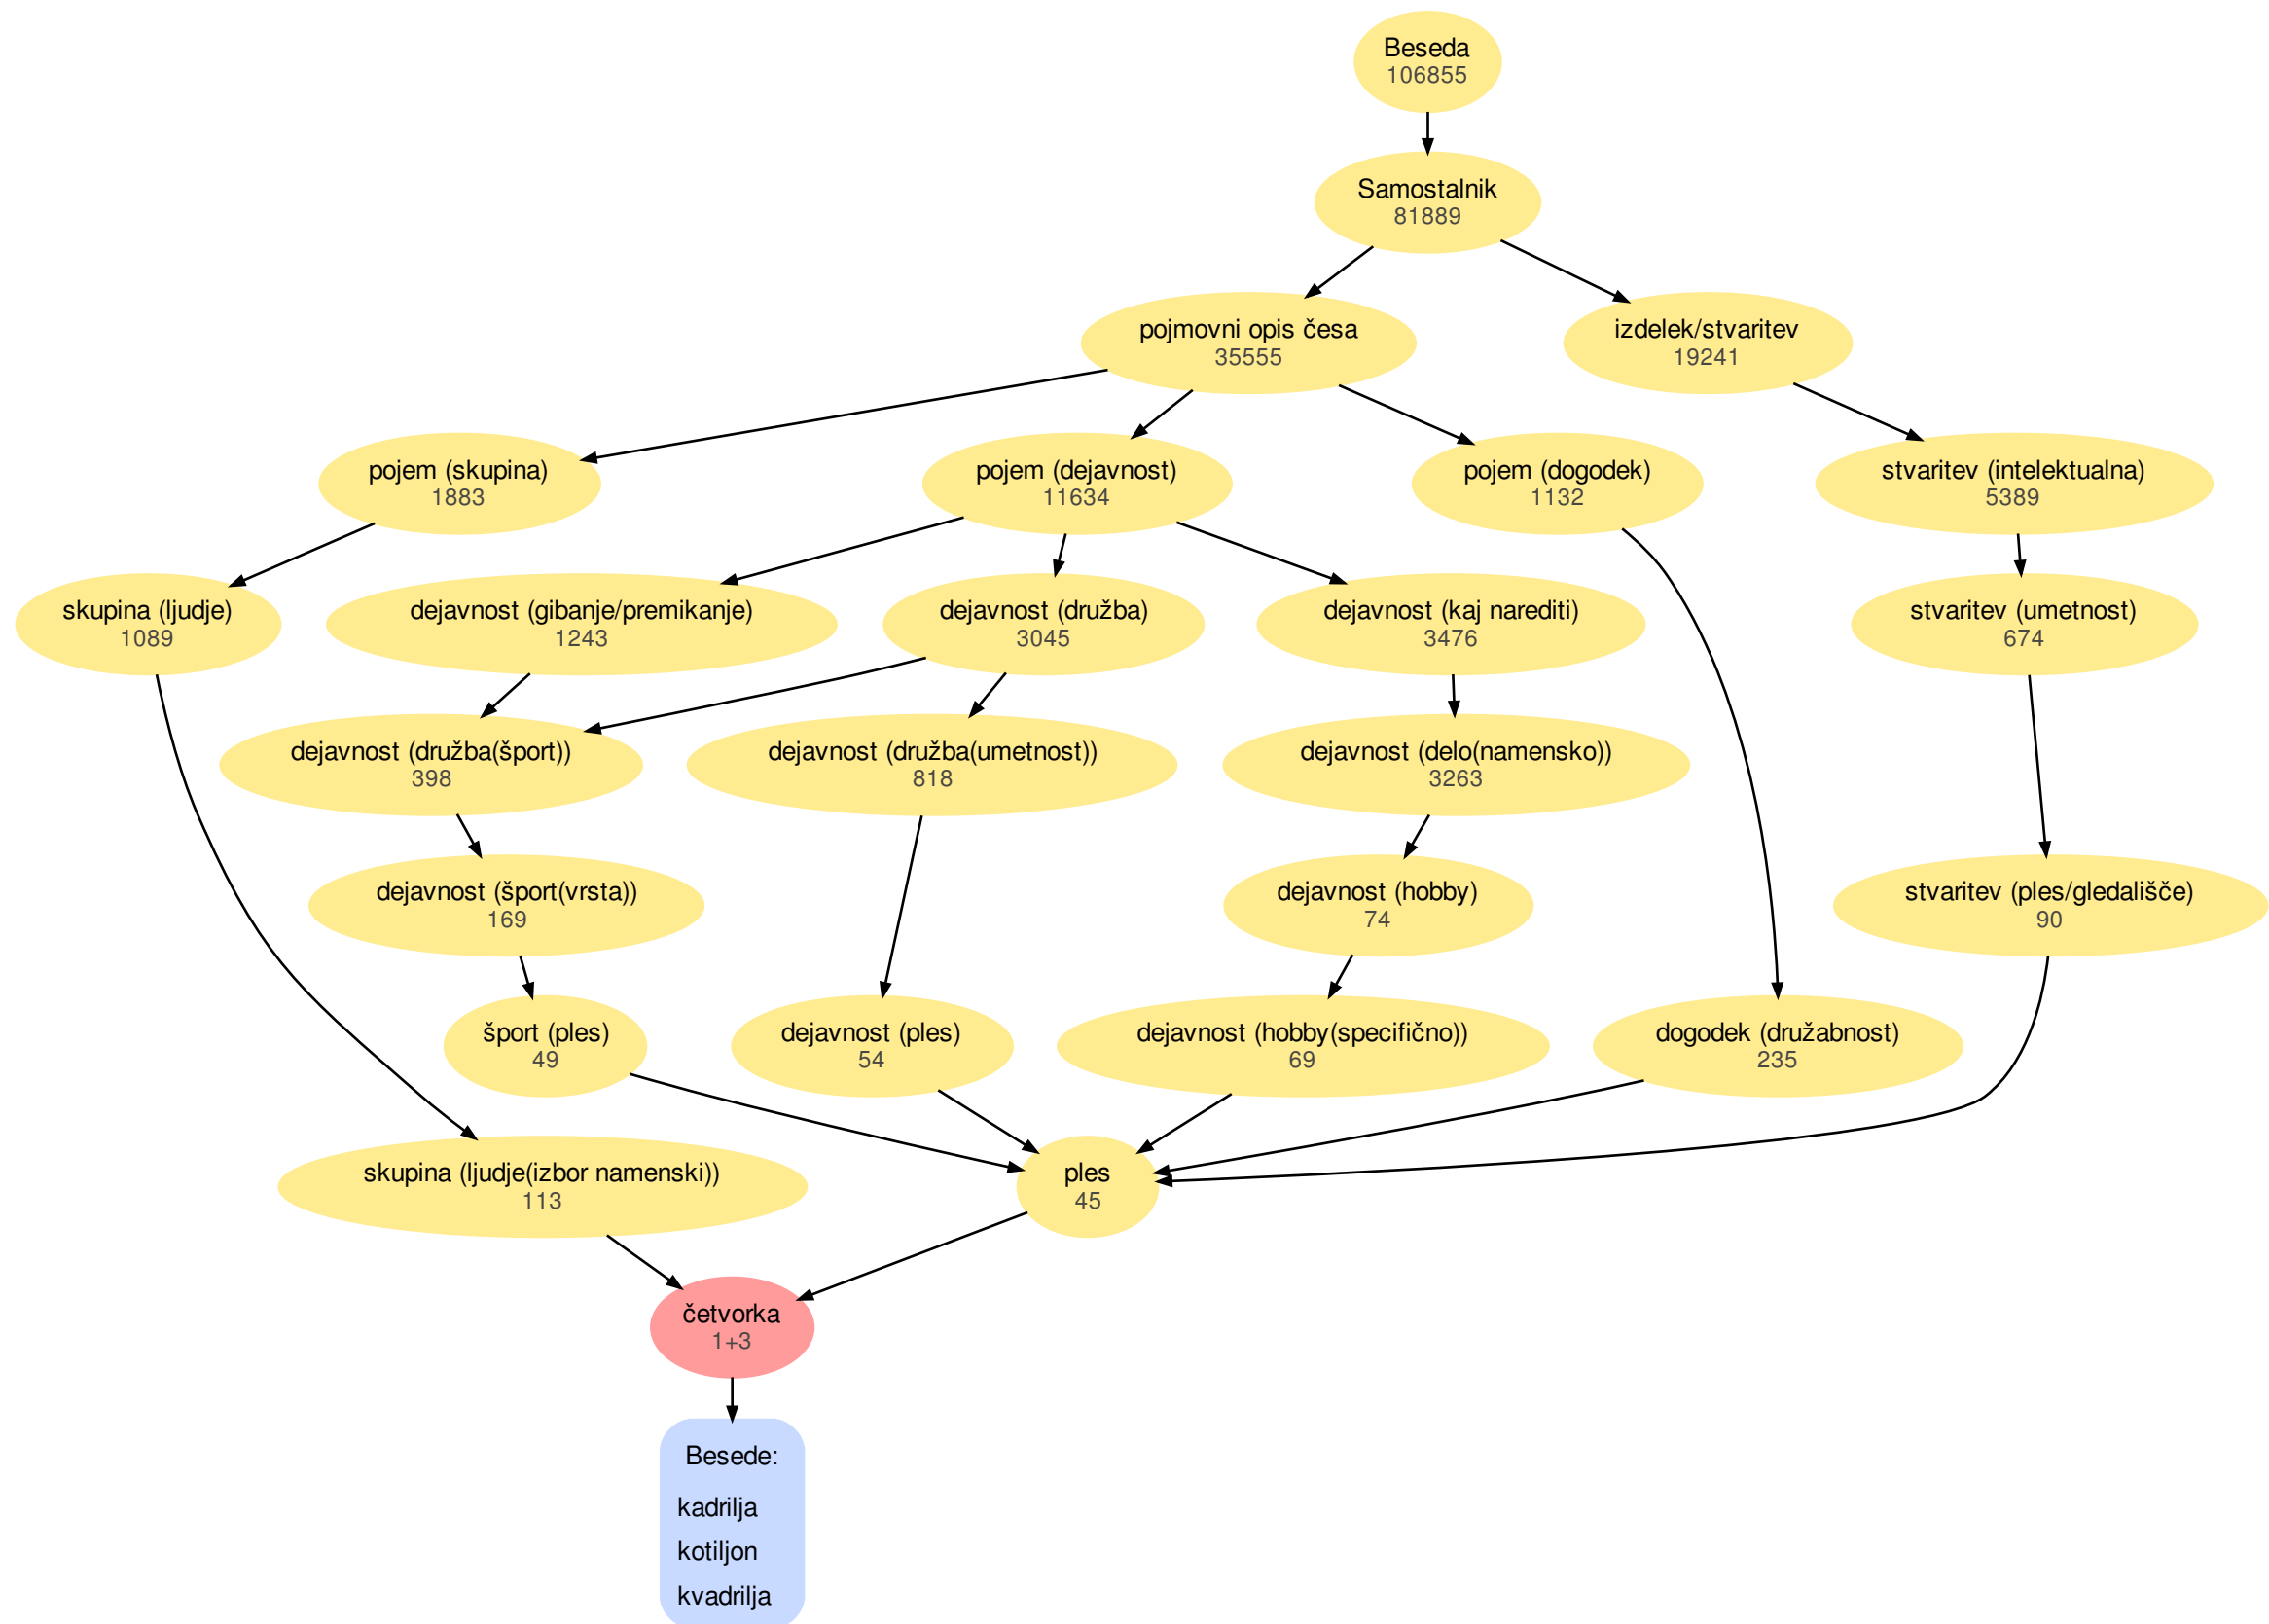 Beseda
106855
Samostalnik
81889
pojmovni opis česa
35555
izdelek/stvaritev
19241
pojem (skupina)
1883
pojem (dejavnost)
11634
pojem (dogodek)
1132
stvaritev (intelektualna)
5389
skupina (ljudje)
1089
dejavnost (gibanje/premikanje)
1243
dejavnost (družba)
3045
dejavnost (kaj narediti)
3476
stvaritev (umetnost)
674
dejavnost (družba(šport))
398
dejavnost (družba(umetnost))
818
dejavnost (delo(namensko))
3263
dejavnost (šport(vrsta))
169
dejavnost (hobby)
74
stvaritev (ples/gledališče)
90
šport (ples)
49
dejavnost (ples)
54
dejavnost (hobby(specifično))
69
dogodek (družabnost)
235
skupina (ljudje(izbor namenski))
113
ples
45
četvorka
1+3
Besede:
kadrilja
kotiljon
kvadrilja